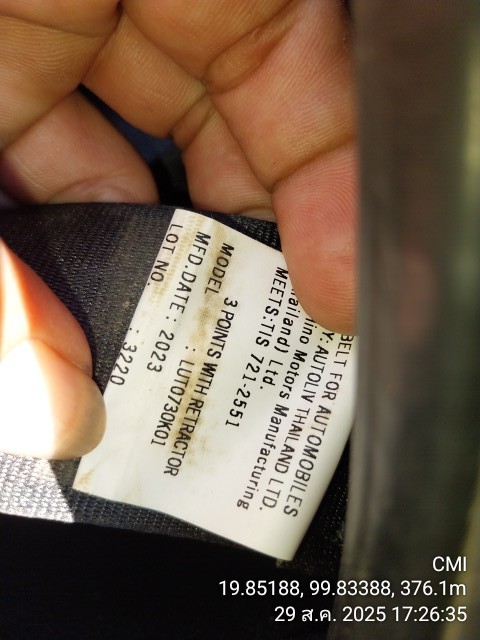 BELT FOR AUTOMOBILES
Y: AUTOLIV THAILAND LTD.
ino Motors Manufacturing
ailand) Ltd.
MEETS:TIS 721-2551
3 POINTS WITH RETRACTOR
MODEL : LUT0730K01
MFD.DATE : 2023
LOT NO. : 3220
CMI
19.85188, 99.83388, 376.1m
29 ส.ค. 2025 17:26:35